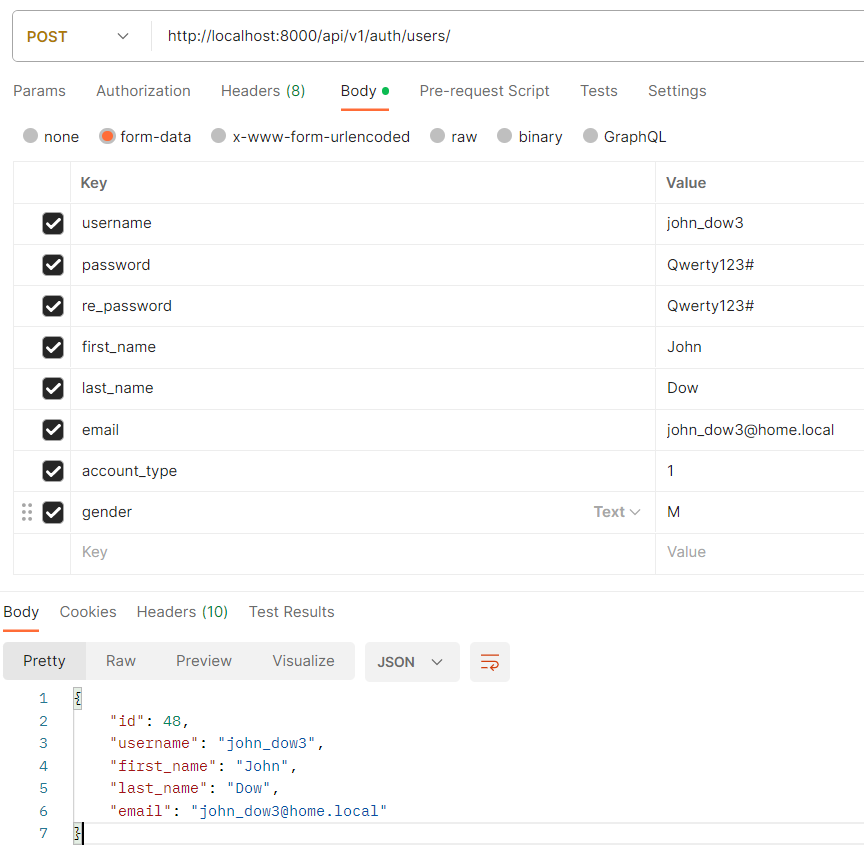 POST http://localhost:8000/api/v1/auth/users/
Params Authorization Headers (8) Body Pre-request Script Tests Settings
none form-data x-www-form-urlencoded raw binary GraphQL
Key Value
username john_dow3
password Qwerty123#
re_password Qwerty123#
first_name John
last_name Dow
email john_dow3@home.local
account_type 1
gender Text M
Key Value
Body Cookies Headers (10) Test Results
Pretty Raw Preview Visualize JSON
1 {
2 "id": 48,
3 "username": "john_dow3",
4 "first_name": "John",
5 "last_name": "Dow",
6 "email": "john_dow3@home.local"
7 }